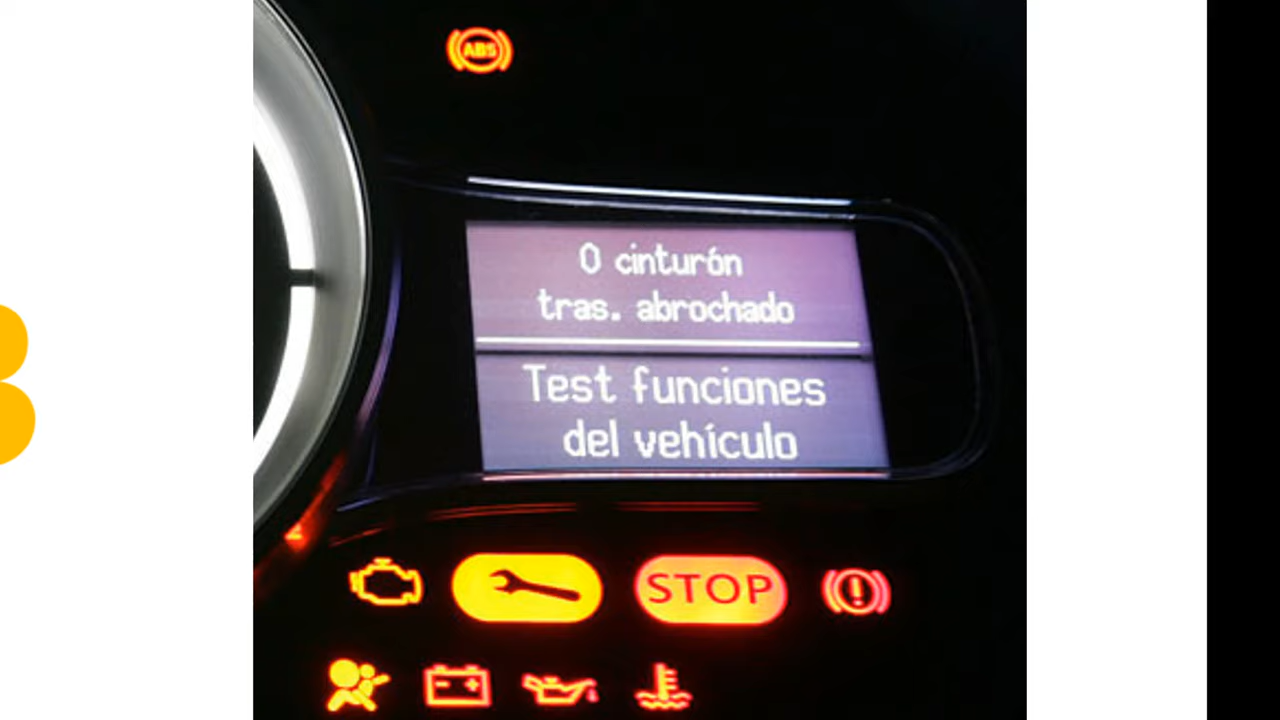 ABS
0 cinturón
tras. abrochado
Test funciones
del vehículo
STOP